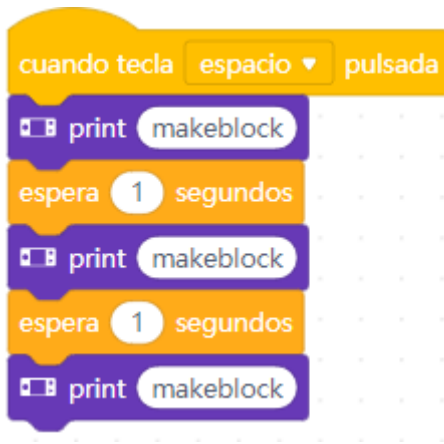 cuando tecla espacio pulsada
print makeblock
espera 1 segundos
print makeblock
espera 1 segundos
print makeblock